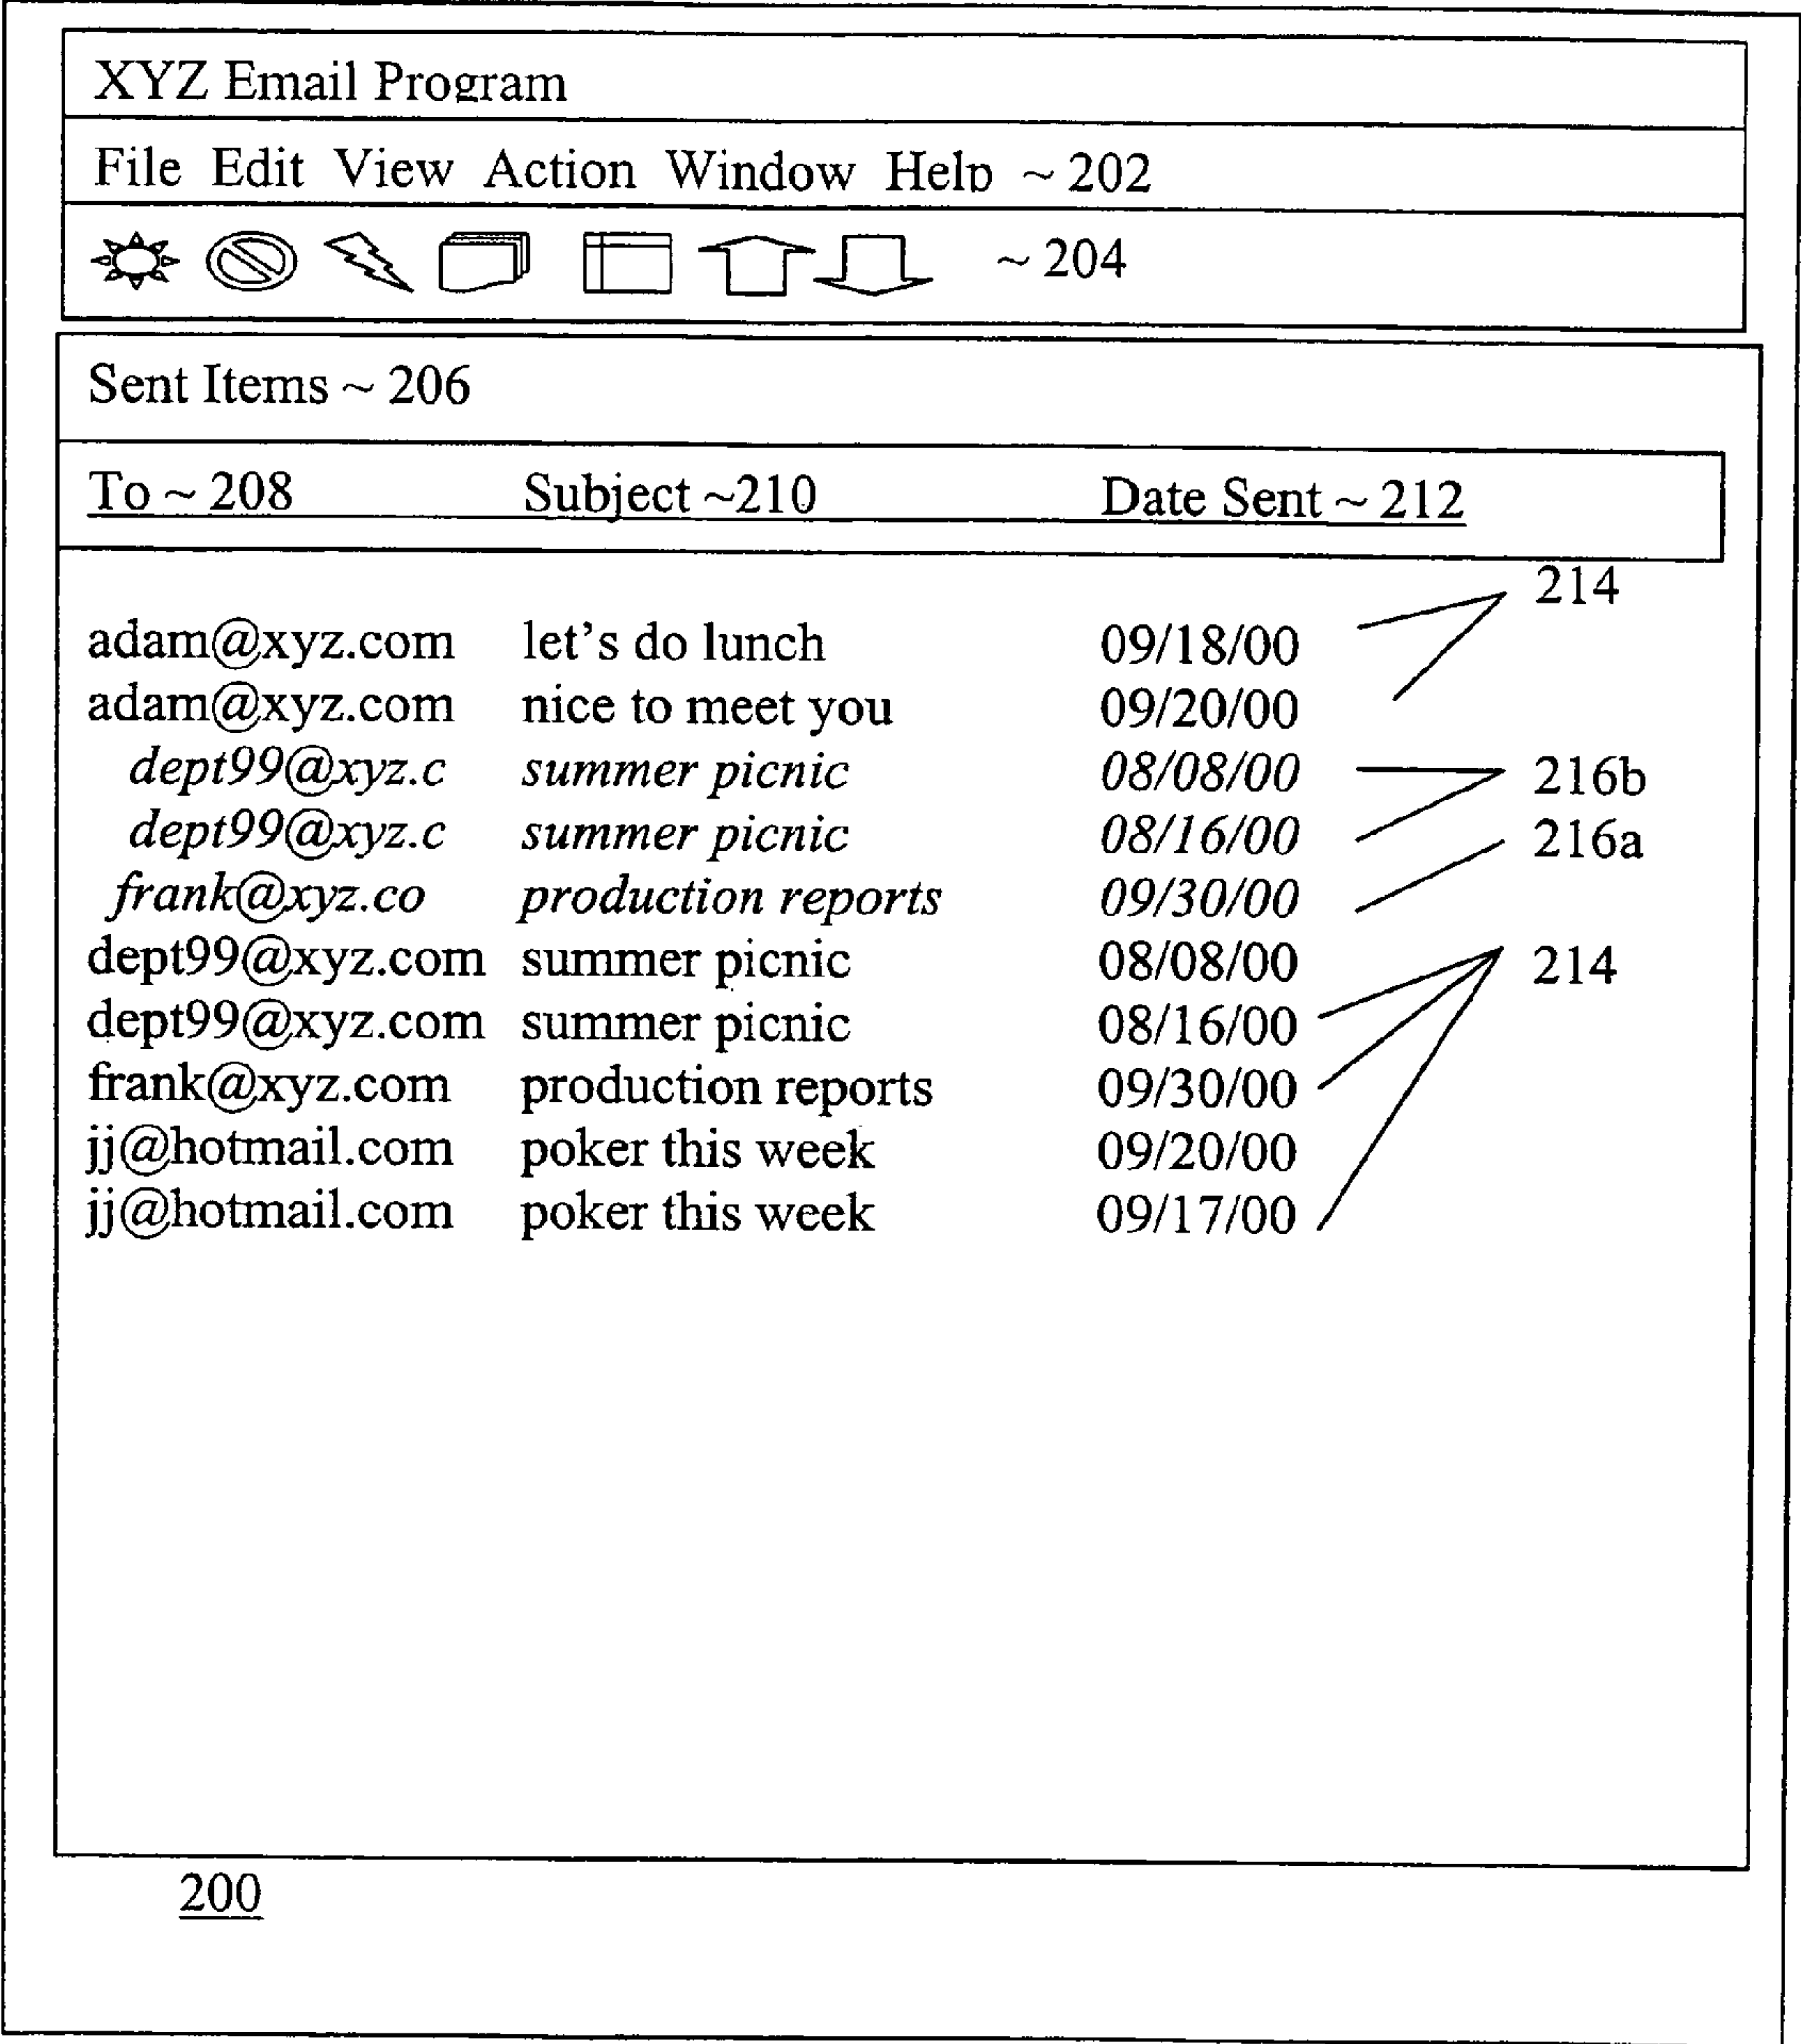 XYZ Email Program
File Edit View Action Window Help ~ 202
~ 204
Sent Items ~ 206
To ~ 208 Subject ~210 Date Sent ~ 212
214
adam@xyz.com let's do lunch 09/18/00
adam@xyz.com nice to meet you 09/20/00
dept99@xyz.c summer picnic 08/08/00 216b
dept99@xyz.c summer picnic 08/16/00 216a
frank@xyz.co production reports 09/30/00
dept99@xyz.com summer picnic 08/08/00 214
dept99@xyz.com summer picnic 08/16/00
frank@xyz.com production reports 09/30/00
jj@hotmail.com poker this week 09/20/00
jj@hotmail.com poker this week 09/17/00
200